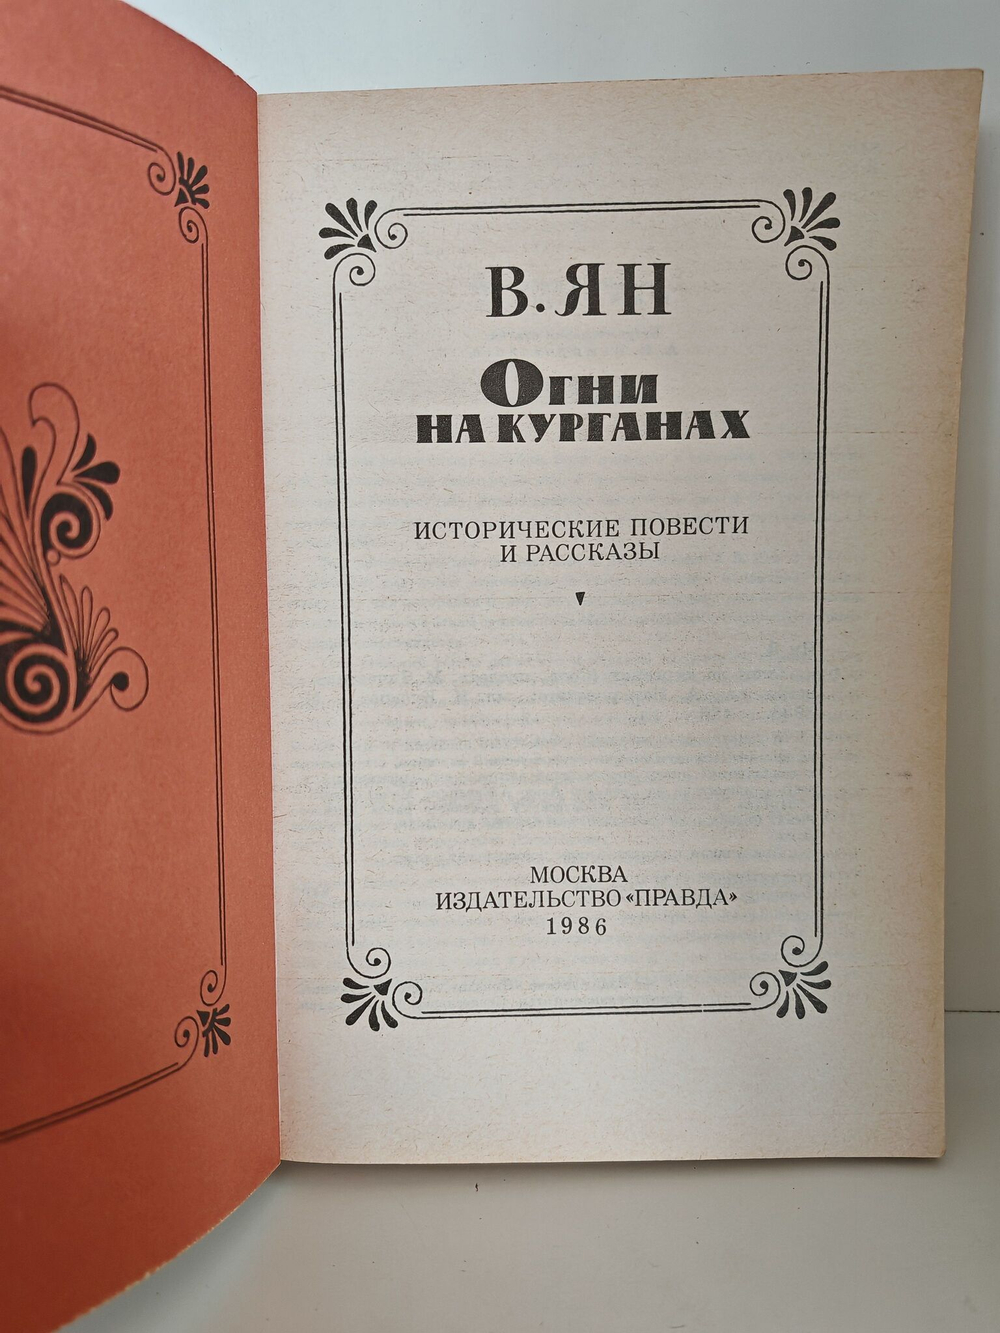 В. ЯН
Огни
НА КУРГАНАХ
ИСТОРИЧЕСКИЕ ПОВЕСТИ
И РАССКАЗЫ
МОСКВА
ИЗДАТЕЛЬСТВО «ПРАВДА»
1986